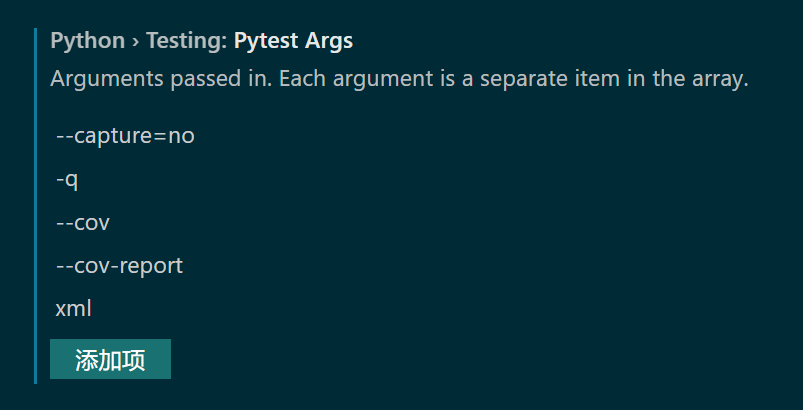 Python › Testing: Pytest Args
Arguments passed in. Each argument is a separate item in the array.
--capture=no
-q
--cov
--cov-report
xml
添加项